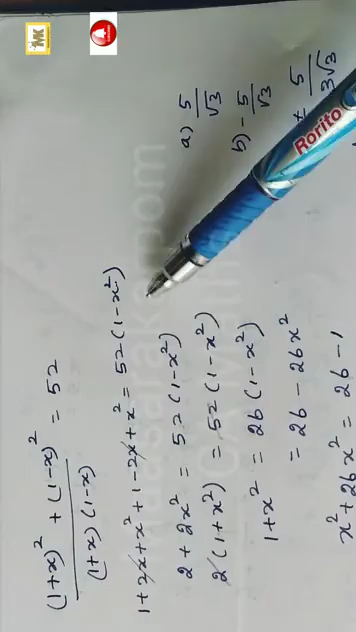 (1+x)² + (1-x)² / (1+x)(1-x) = 52
1+2x+x²+1-2x+x² = 52(1-x²)
2+2x² = 52(1-x²)
2(1+x²) = 52(1-x²)
1+x² = 26(1-x²)
= 26-26x²
x²+26x² = 26-1
a) 5/√3
b) -5/√3
± 5/3√3
Rorito
MK